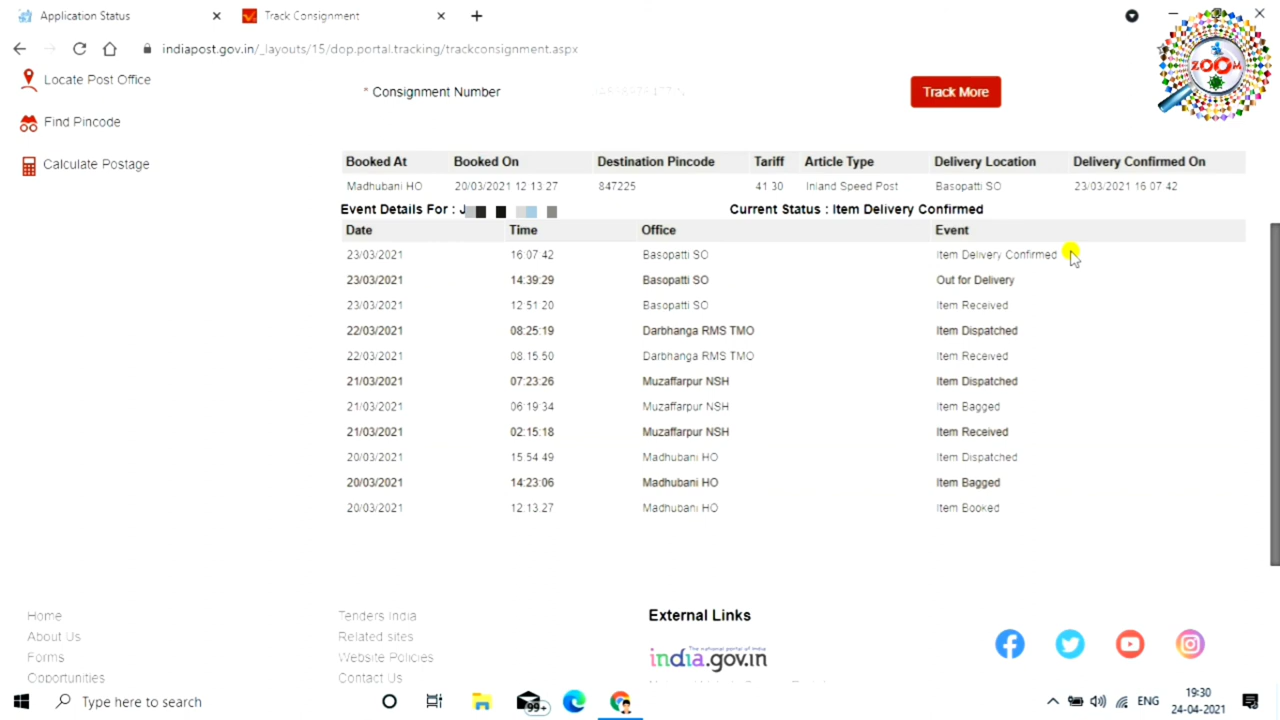 Application Status
Track Consignment
indiapost.gov.in/_layouts/15/dop.portal.tracking/trackconsignment.aspx
ZOOM
Locate Post Office
* Consignment Number
Track More
Find Pincode
Calculate Postage
Booked At Booked On Destination Pincode Tariff Article Type Delivery Location Delivery Confirmed On
Madhubani HO 20/03/2021 12 13 27 847225 41 30 Inland Speed Post Basopatti SO 23/03/2021 16 07 42
Event Details For : J Current Status : Item Delivery Confirmed
Date Time Office Event
23/03/2021 16 07 42 Basopatti SO Item Delivery Confirmed
23/03/2021 14:39:29 Basopatti SO Out for Delivery
23/03/2021 12 51 20 Basopatti SO Item Received
22/03/2021 08:25:19 Darbhanga RMS TMO Item Dispatched
22/03/2021 08.15.50 Darbhanga RMS TMO Item Received
21/03/2021 07:23:26 Muzaffarpur NSH Item Dispatched
21/03/2021 06:19:34 Muzaffarpur NSH Item Bagged
21/03/2021 02:15:18 Muzaffarpur NSH Item Received
20/03/2021 15 54 49 Madhubani HO Item Dispatched
20/03/2021 14:23:06 Madhubani HO Item Bagged
20/03/2021 12.13.27 Madhubani HO Item Booked
Home Tenders India External Links
About Us Related sites
Forms Website Policies
The national portal of India
india.gov.in
Opportunities Contact Us
Type here to search
99+
ENG
19:30
24-04-2021